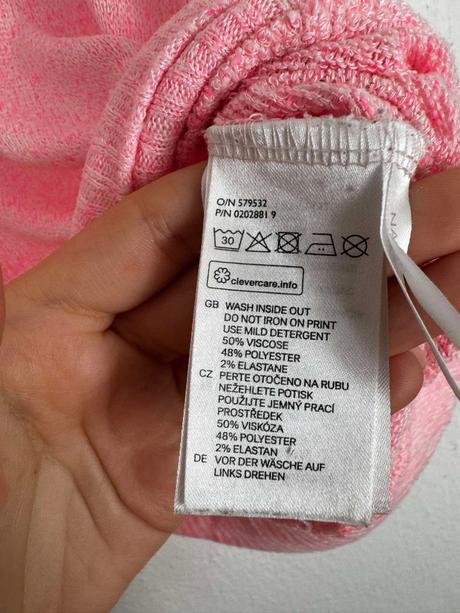 O/N 579532
P/N 0202881.9
30
clevercare.info
GB WASH INSIDE OUT
DO NOT IRON ON PRINT
USE MILD DETERGENT
50% VISCOSE
48% POLYESTER
2% ELASTANE
CZ PERTE OTOČENO NA RUBU
NEŽEHLETE POTISK
POUŽIJTE JEMNÝ PRACÍ
PROSTŘEDEK
50% VISKÓZA
48% POLYESTER
2% ELASTAN
DE VOR DER WÄSCHE AUF
LINKS DREHEN